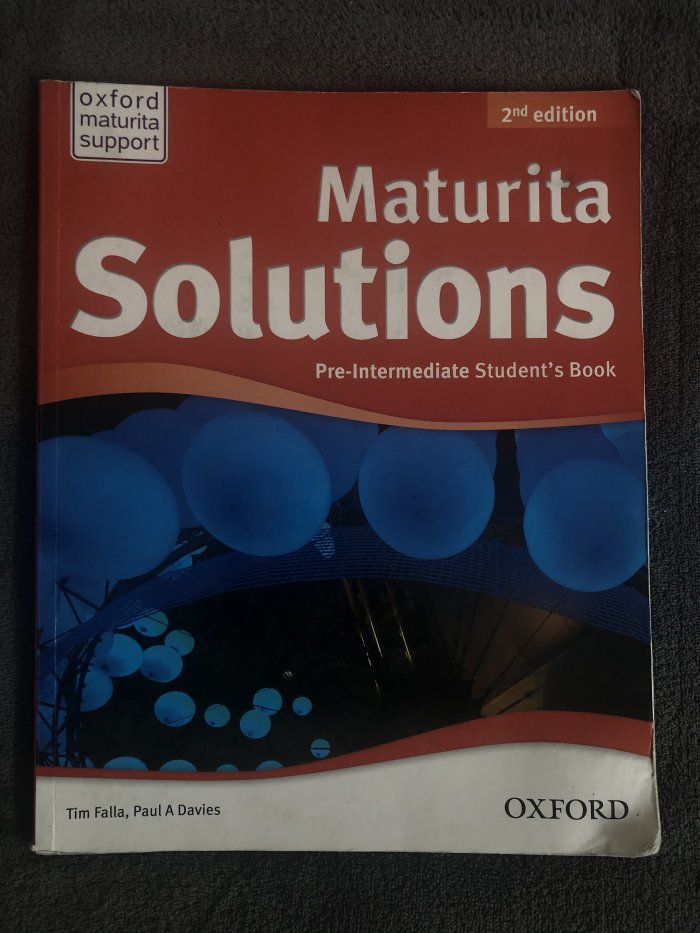 oxford
maturita
support
2nd edition
Maturita
Solutions
Pre-Intermediate Student's Book
Tim Falla, Paul A Davies
OXFORD